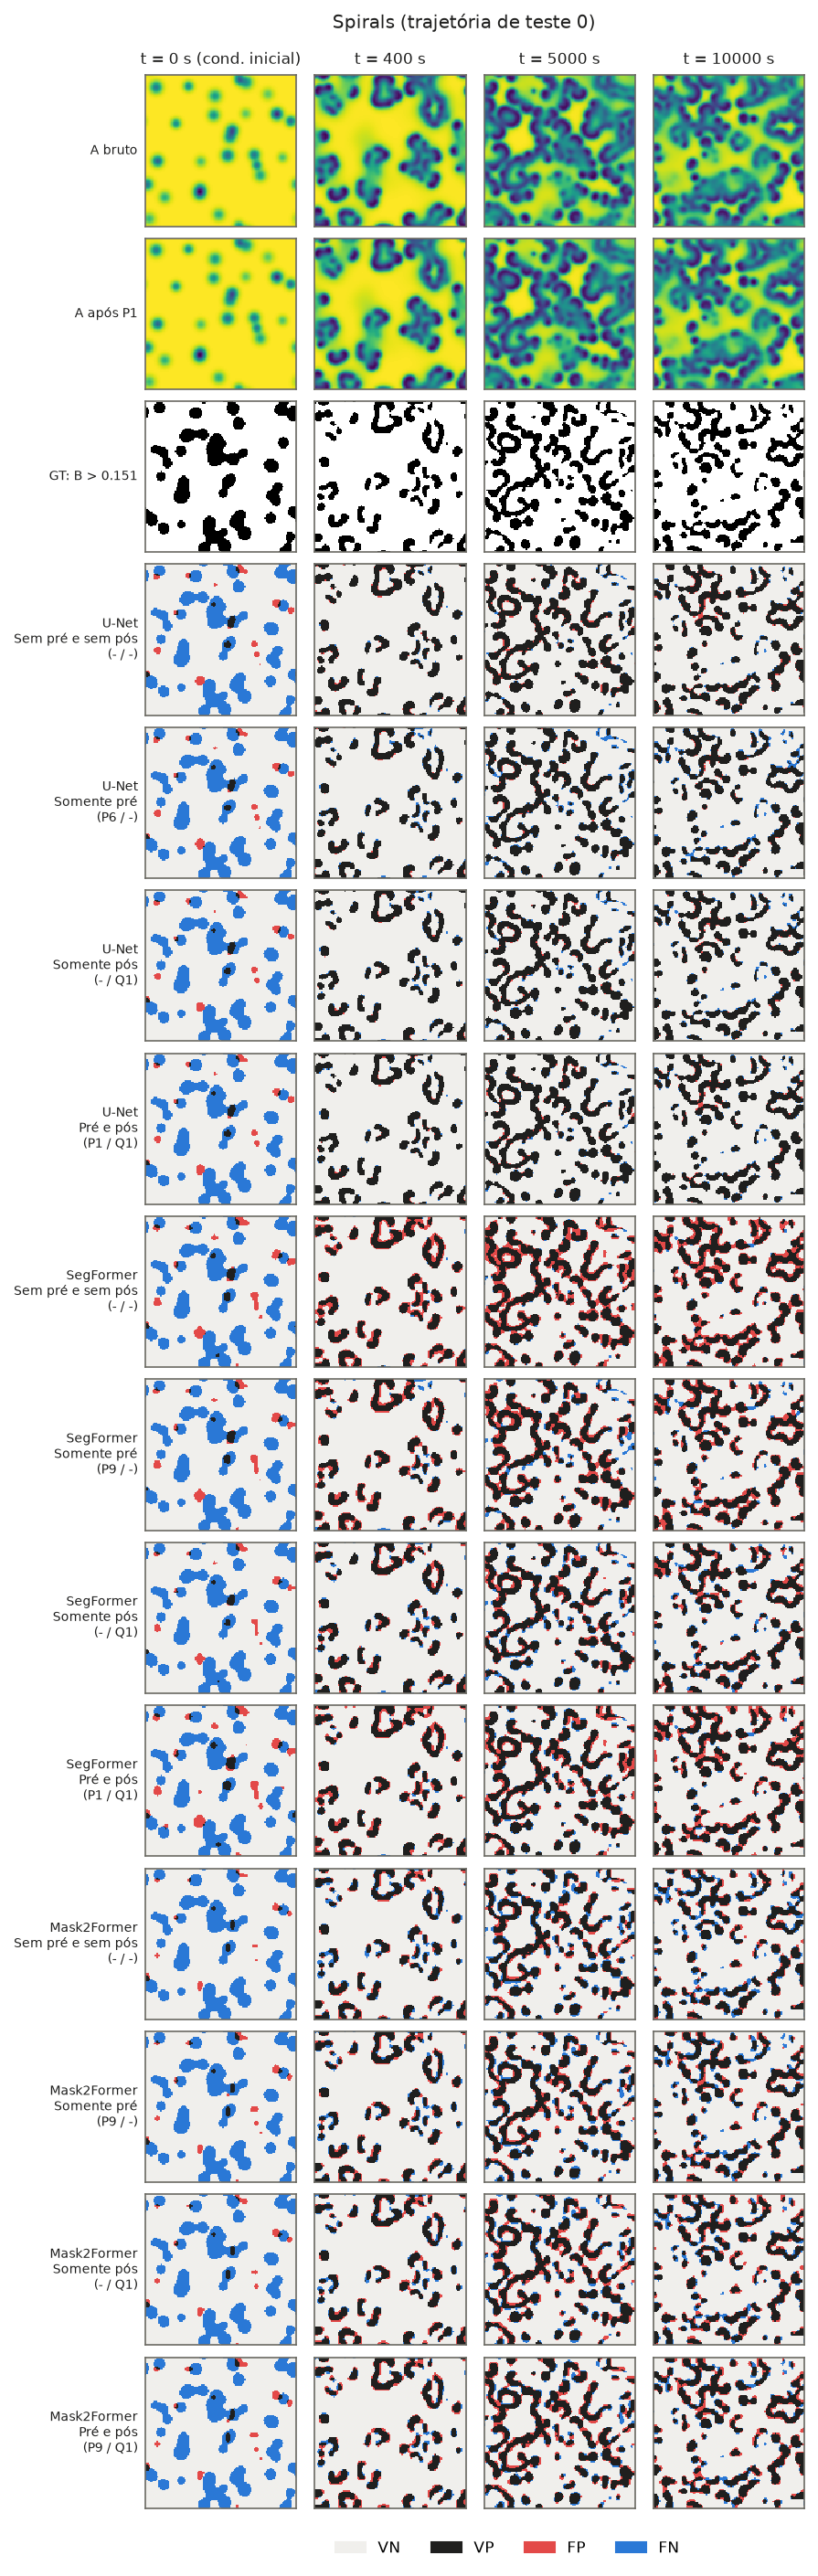 Spirals (trajetória de teste 0)
t = 0 s (cond. inicial)
t = 400 s
t = 5000 s
t = 10000 s
A bruto
A após P1
GT: B > 0.151
U-Net
Sem pré e sem pós
(- / -)
U-Net
Somente pré
(P6 / -)
U-Net
Somente pós
(- / Q1)
U-Net
Pré e pós
(P1 / Q1)
SegFormer
Sem pré e sem pós
(- / -)
SegFormer
Somente pré
(P9 / -)
SegFormer
Somente pós
(- / Q1)
SegFormer
Pré e pós
(P1 / Q1)
Mask2Former
Sem pré e sem pós
(- / -)
Mask2Former
Somente pré
(P9 / -)
Mask2Former
Somente pós
(- / Q1)
Mask2Former
Pré e pós
(P9 / Q1)
VN
VP
FP
FN